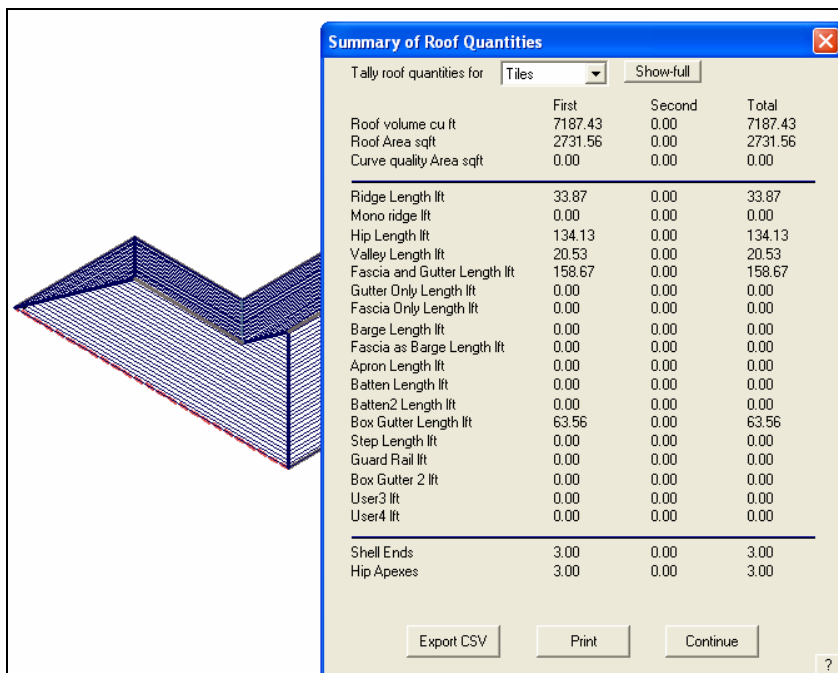 Summary of Roof Quantities
Tally roof quantities for Tiles Show-full
First Second Total
Roof volume cu ft 7187.43 0.00 7187.43
Roof Area sqft 2731.56 0.00 2731.56
Curve quality Area sqft 0.00 0.00 0.00
Ridge Length lft 33.87 0.00 33.87
Mono ridge lft 0.00 0.00 0.00
Hip Length lft 134.13 0.00 134.13
Valley Length lft 20.53 0.00 20.53
Fascia and Gutter Length lft 158.67 0.00 158.67
Gutter Only Length lft 0.00 0.00 0.00
Fascia Only Length lft 0.00 0.00 0.00
Barge Length lft 0.00 0.00 0.00
Fascia as Barge Length lft 0.00 0.00 0.00
Apron Length lft 0.00 0.00 0.00
Batten Length lft 0.00 0.00 0.00
Batten2 Length lft 0.00 0.00 0.00
Box Gutter Length lft 63.56 0.00 63.56
Step Length lft 0.00 0.00 0.00
Guard Rail lft 0.00 0.00 0.00
Box Gutter 2 lft 0.00 0.00 0.00
User3 lft 0.00 0.00 0.00
User4 lft 0.00 0.00 0.00
Shell Ends 3.00 0.00 3.00
Hip Apexes 3.00 0.00 3.00
Export CSV Print Continue
?